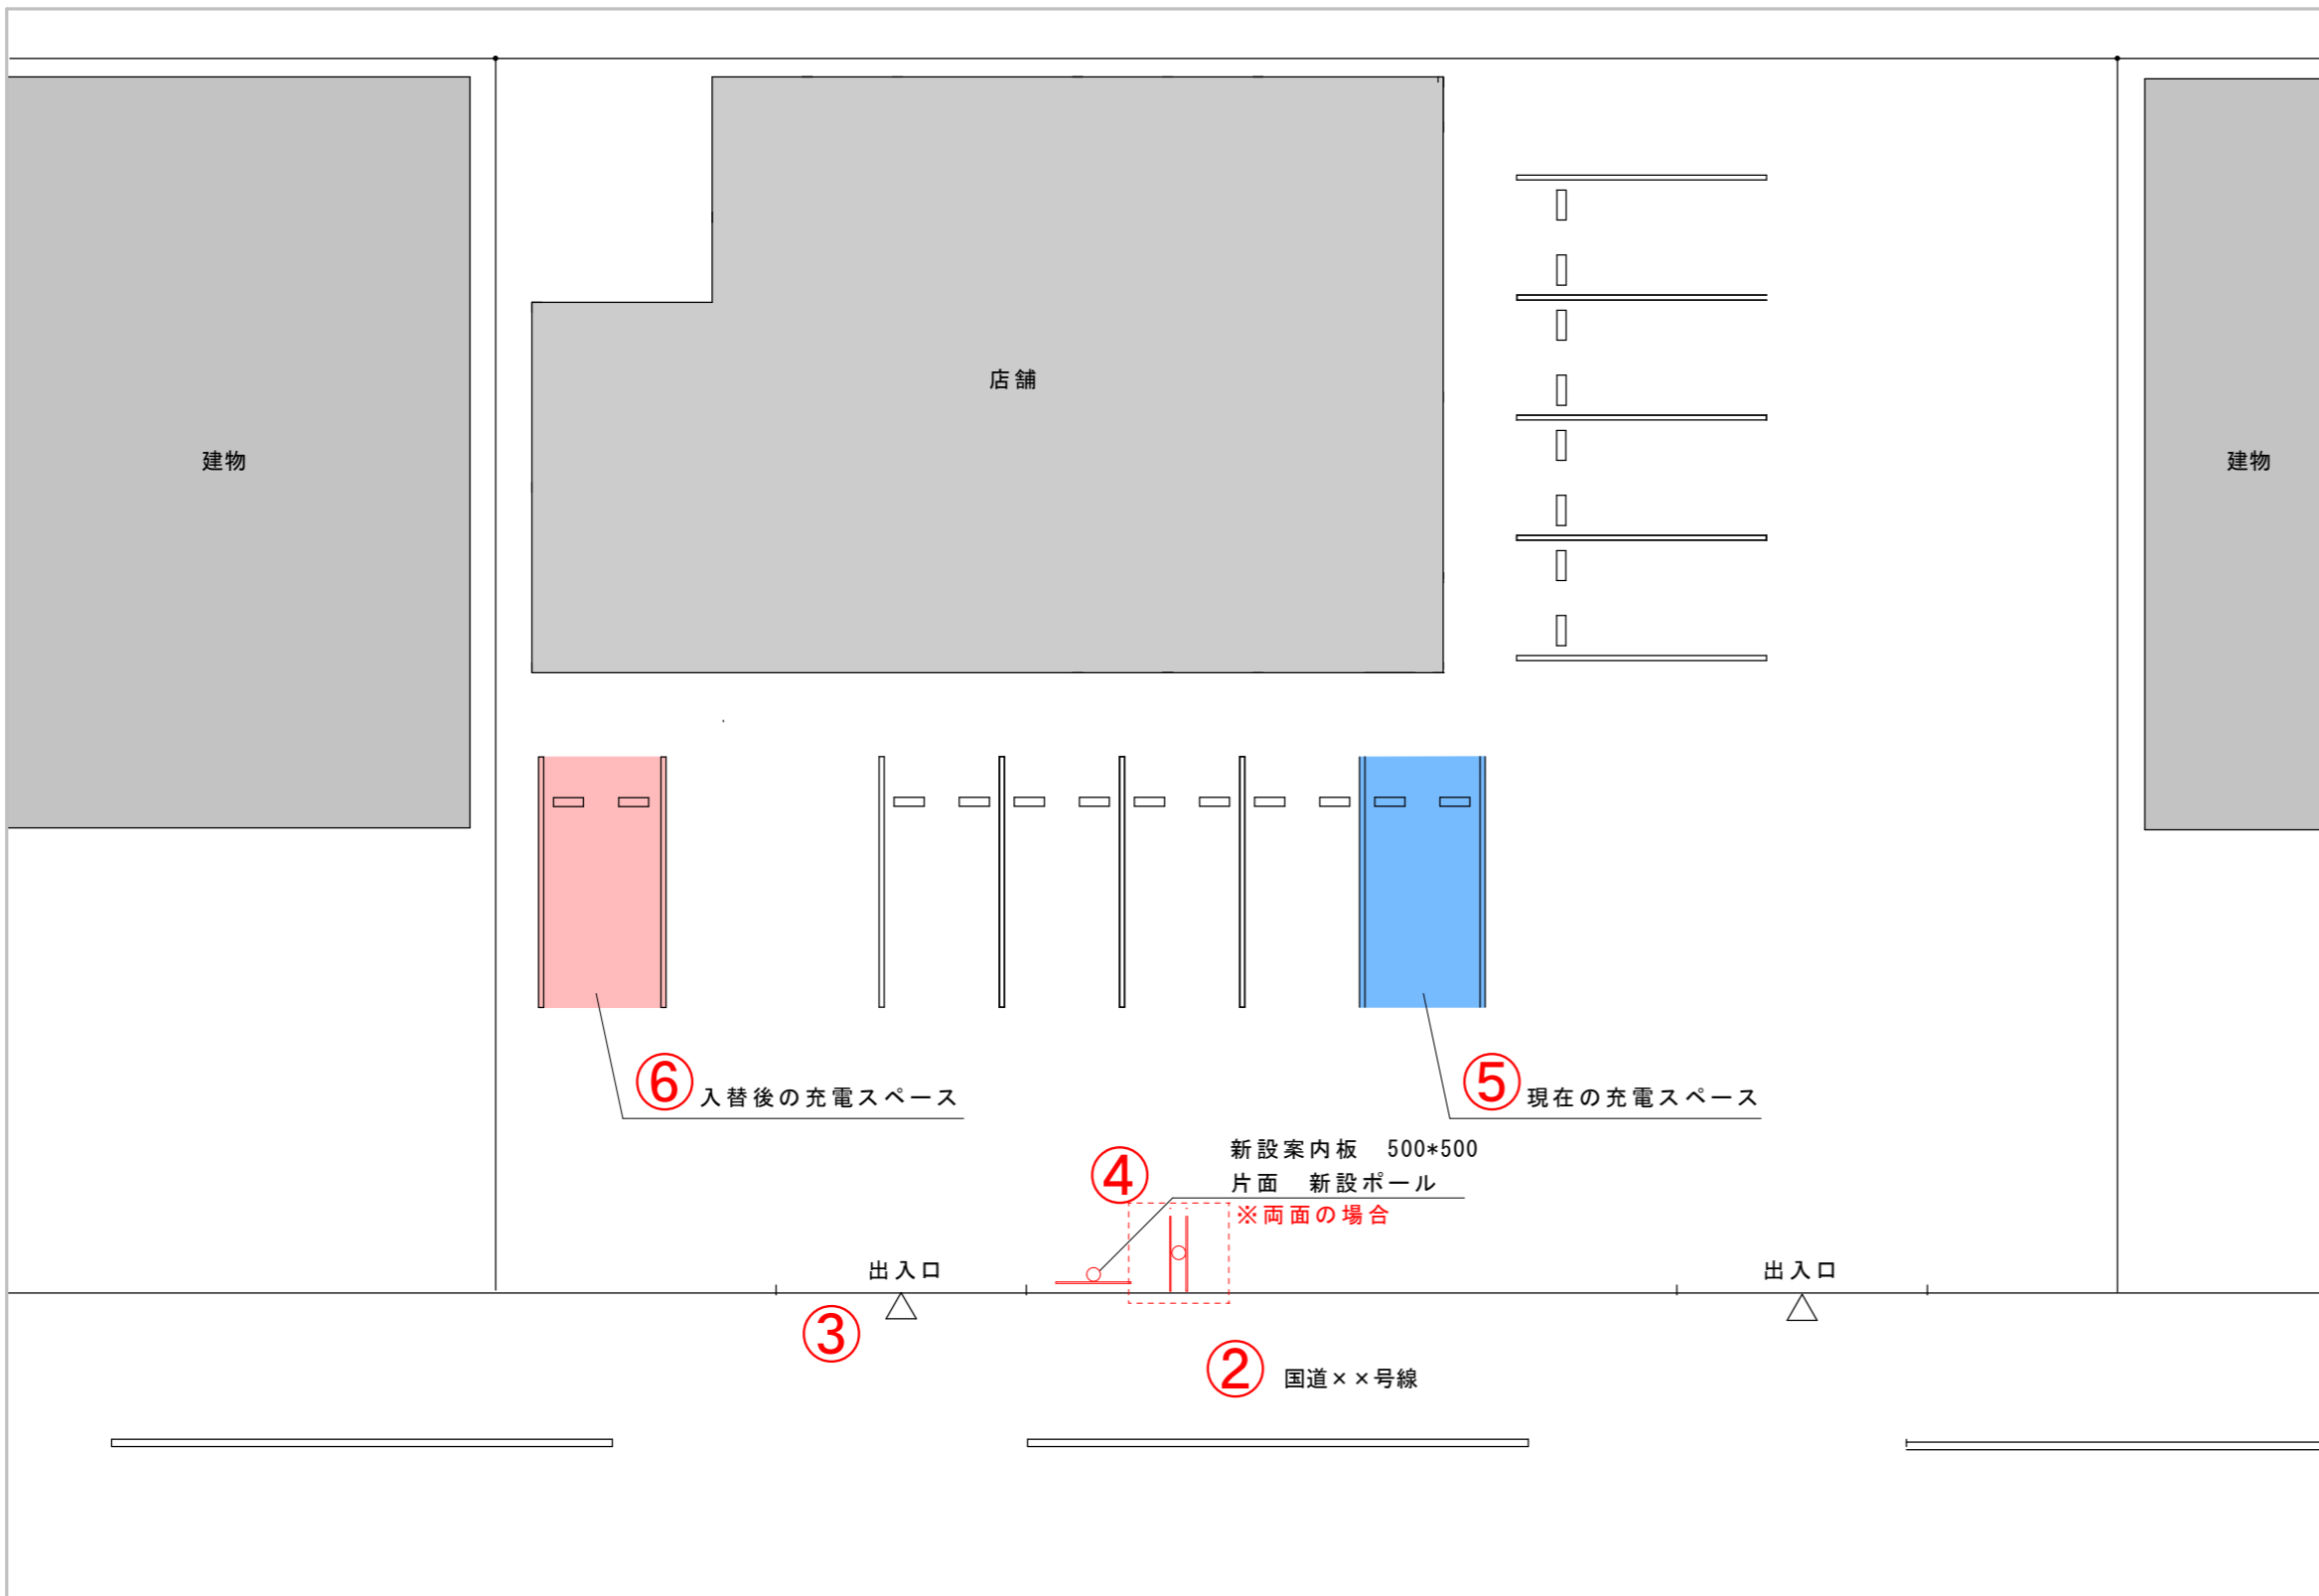 店舗
建物
建物
⑥入替後の充電スペース
⑤現在の充電スペース
④
新設案内板　500*500
片面　新設ポール
※両面の場合
出入口
出入口
③
②国道××号線